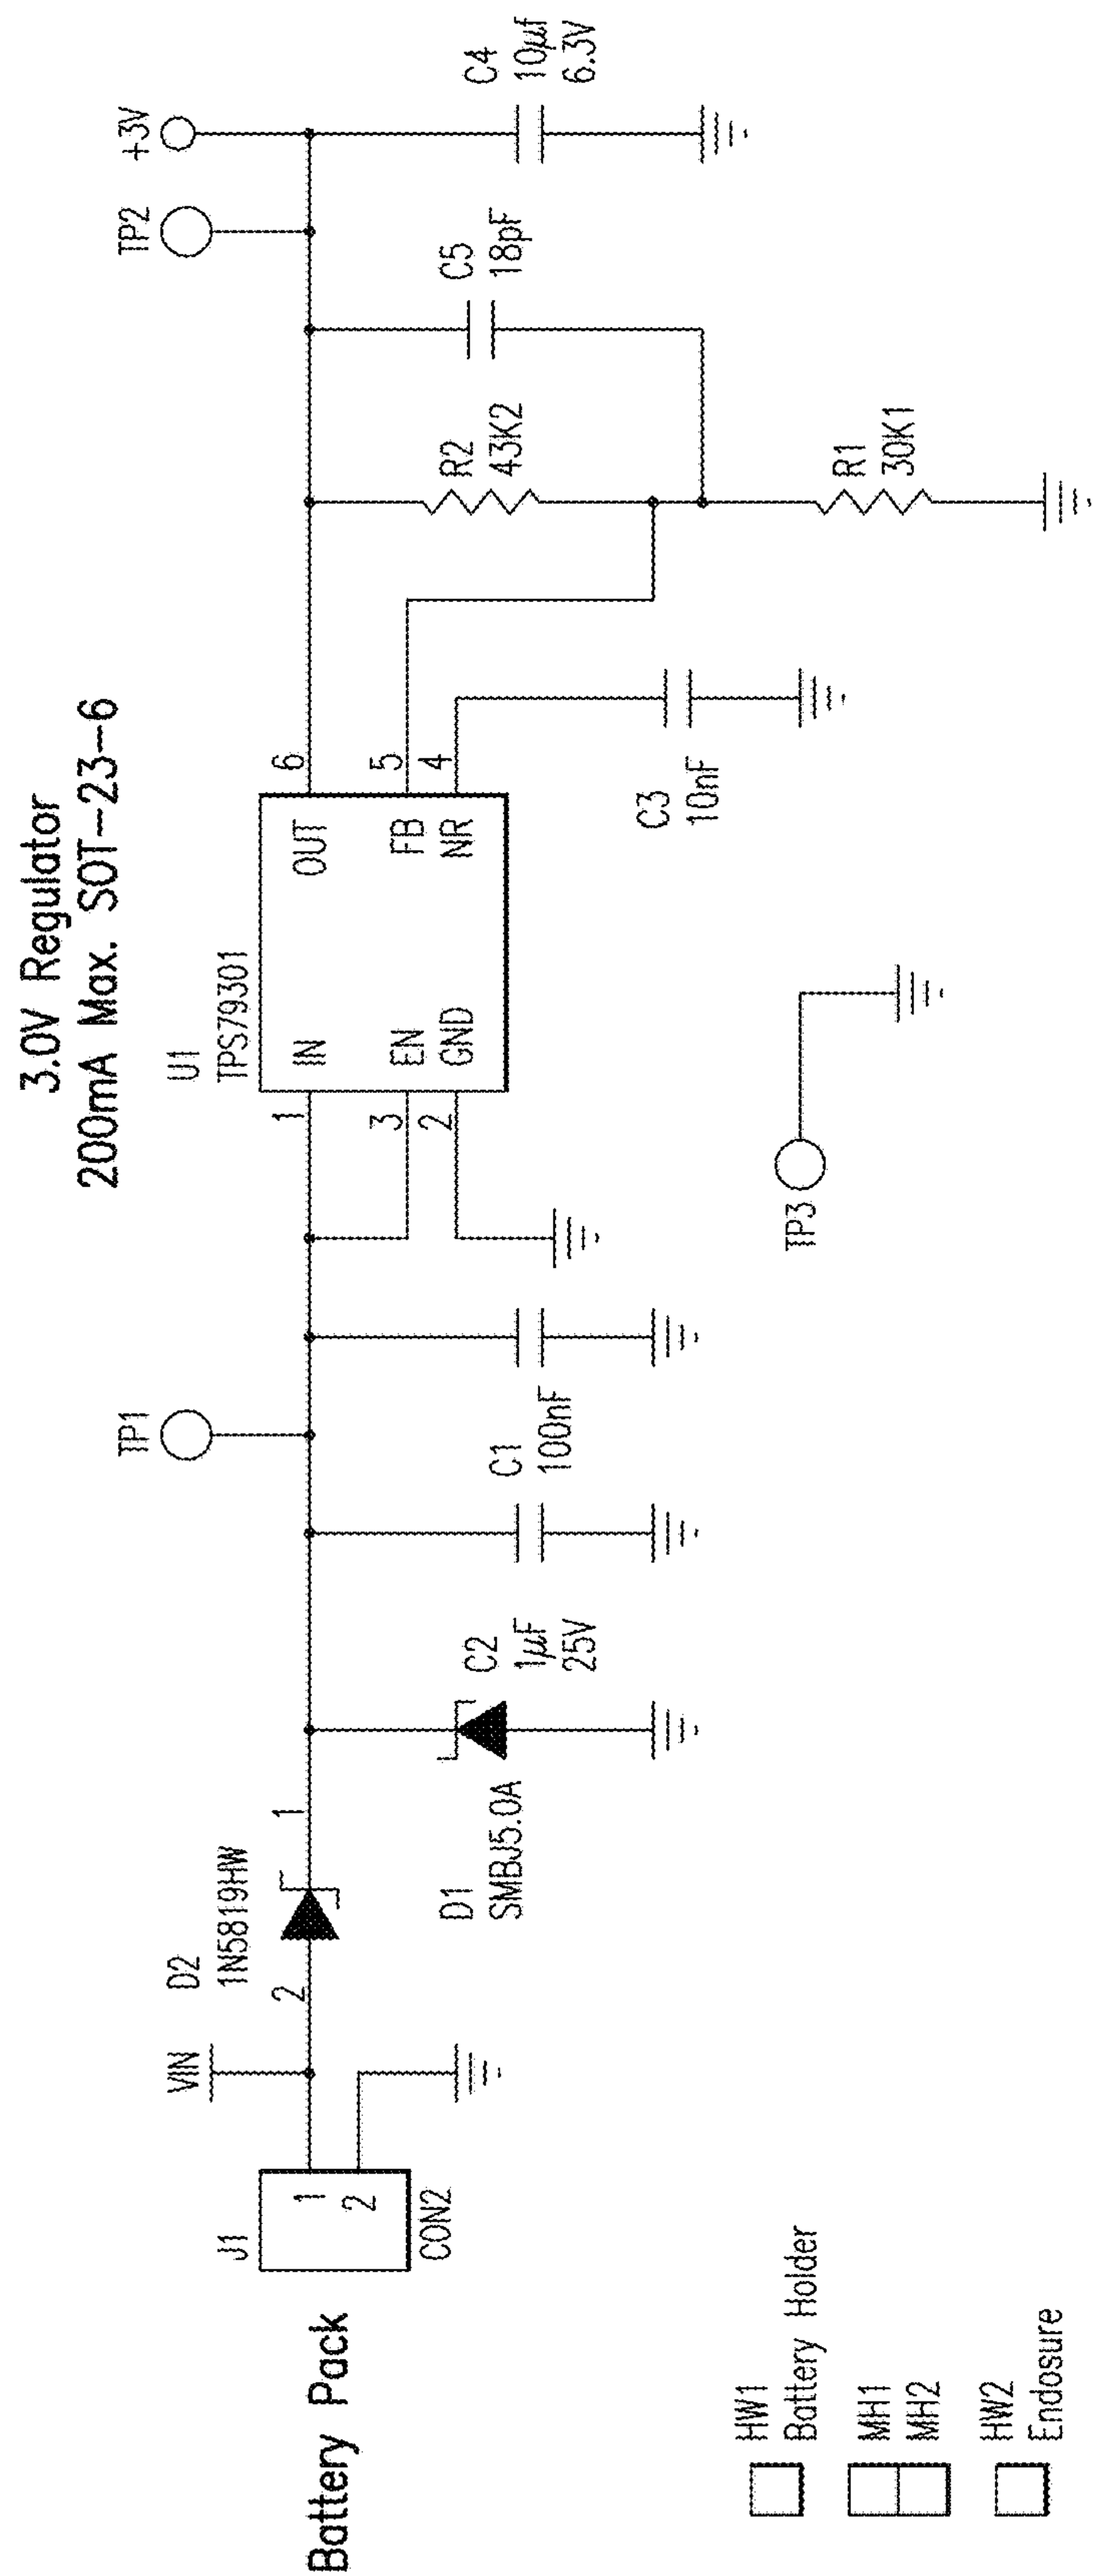 3.0V Regulator
200mA Max. SOT-23-6
Battery Pack
J1
1
2
CON2
VIN
D2
1N5819HW
2
1
D1
SMBJ5.0A
C2
1µF
25V
TP1
C1
100nF
U1
TPS79301
1
IN
3
EN
2
GND
OUT
6
FB
5
NR
4
C3
10nF
R2
43K2
R1
30K1
C5
18pF
TP2
+3V
C4
10µf
6.3V
TP3
HW1
Battery Holder
MH1
MH2
HW2
Endosure